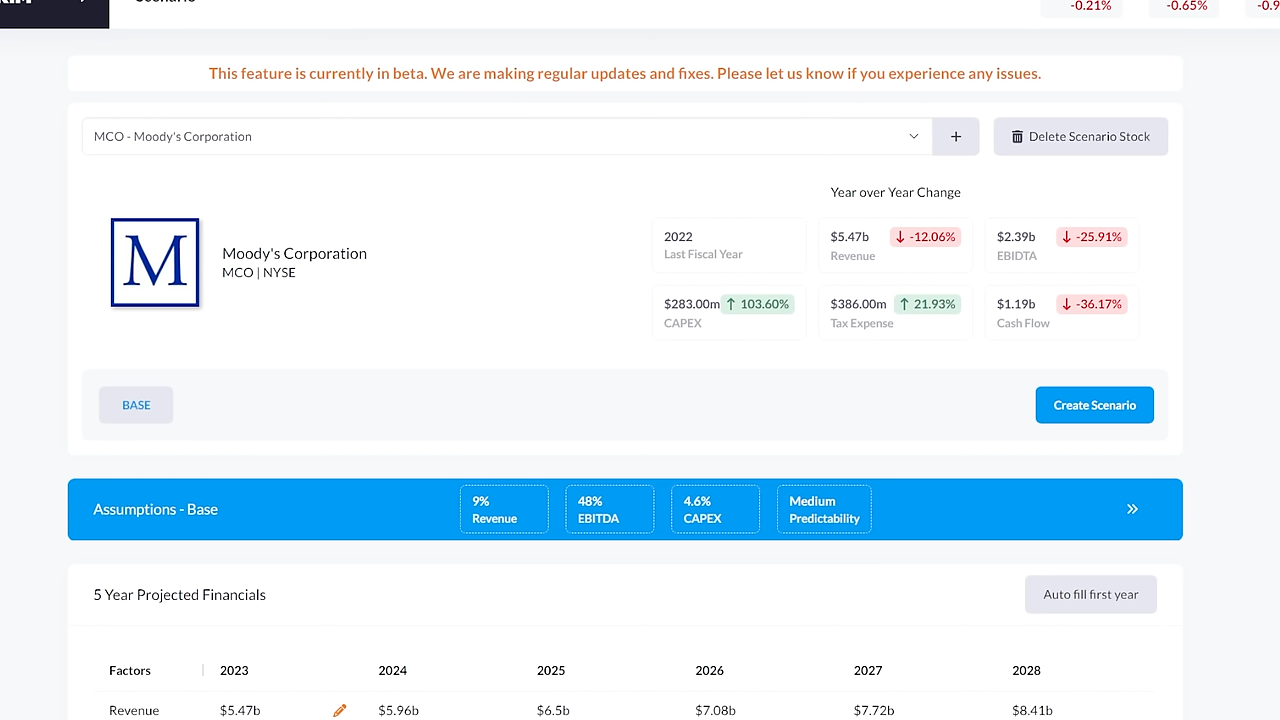 -0.21% -0.65%
This feature is currently in beta. We are making regular updates and fixes. Please let us know if you experience any issues.
MCO - Moody's Corporation
+
Delete Scenario Stock
Year over Year Change
M
Moody's Corporation
MCO | NYSE
2022
Last Fiscal Year
$5.47b ↓ -12.06%
Revenue
$2.39b ↓ -25.91%
EBIDTA
$283.00m ↑ 103.60%
CAPEX
$386.00m ↑ 21.93%
Tax Expense
$1.19b ↓ -36.17%
Cash Flow
BASE
Create Scenario
Assumptions - Base
9%
Revenue
48%
EBITDA
4.6%
CAPEX
Medium
Predictability
5 Year Projected Financials
Auto fill first year
Factors 2023 2024 2025 2026 2027 2028
Revenue $5.47b $5.96b $6.5b $7.08b $7.72b $8.41b